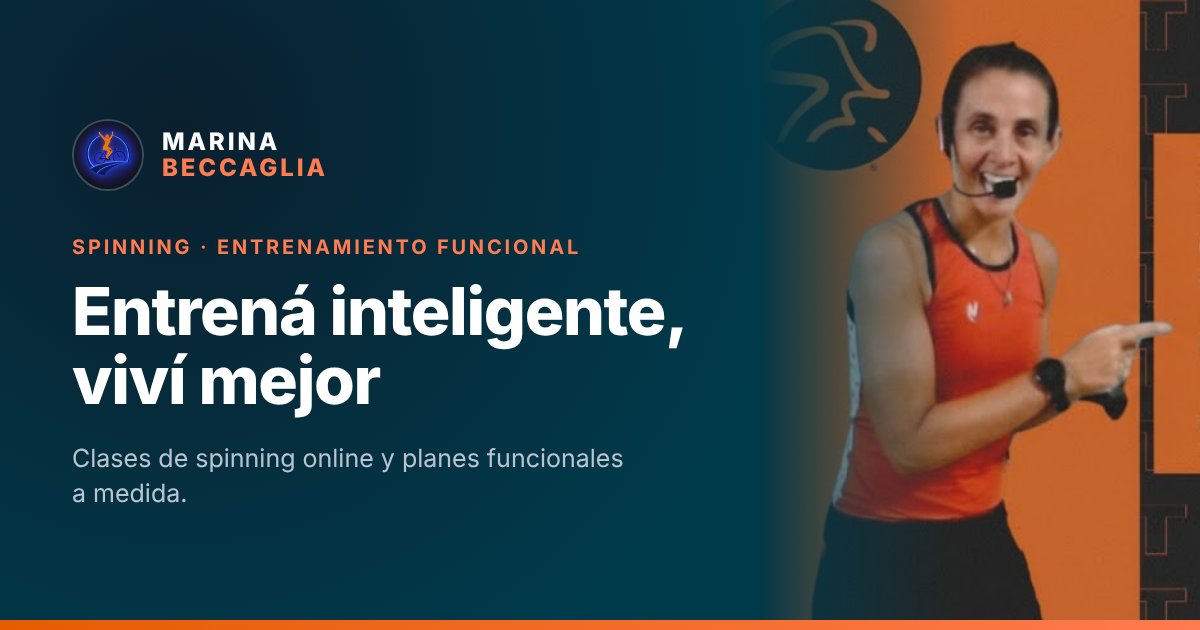 MARINA
BECCAGLIA
SPINNING · ENTRENAMIENTO FUNCIONAL
Entrená inteligente,
viví mejor
Clases de spinning online y planes funcionales
a medida.